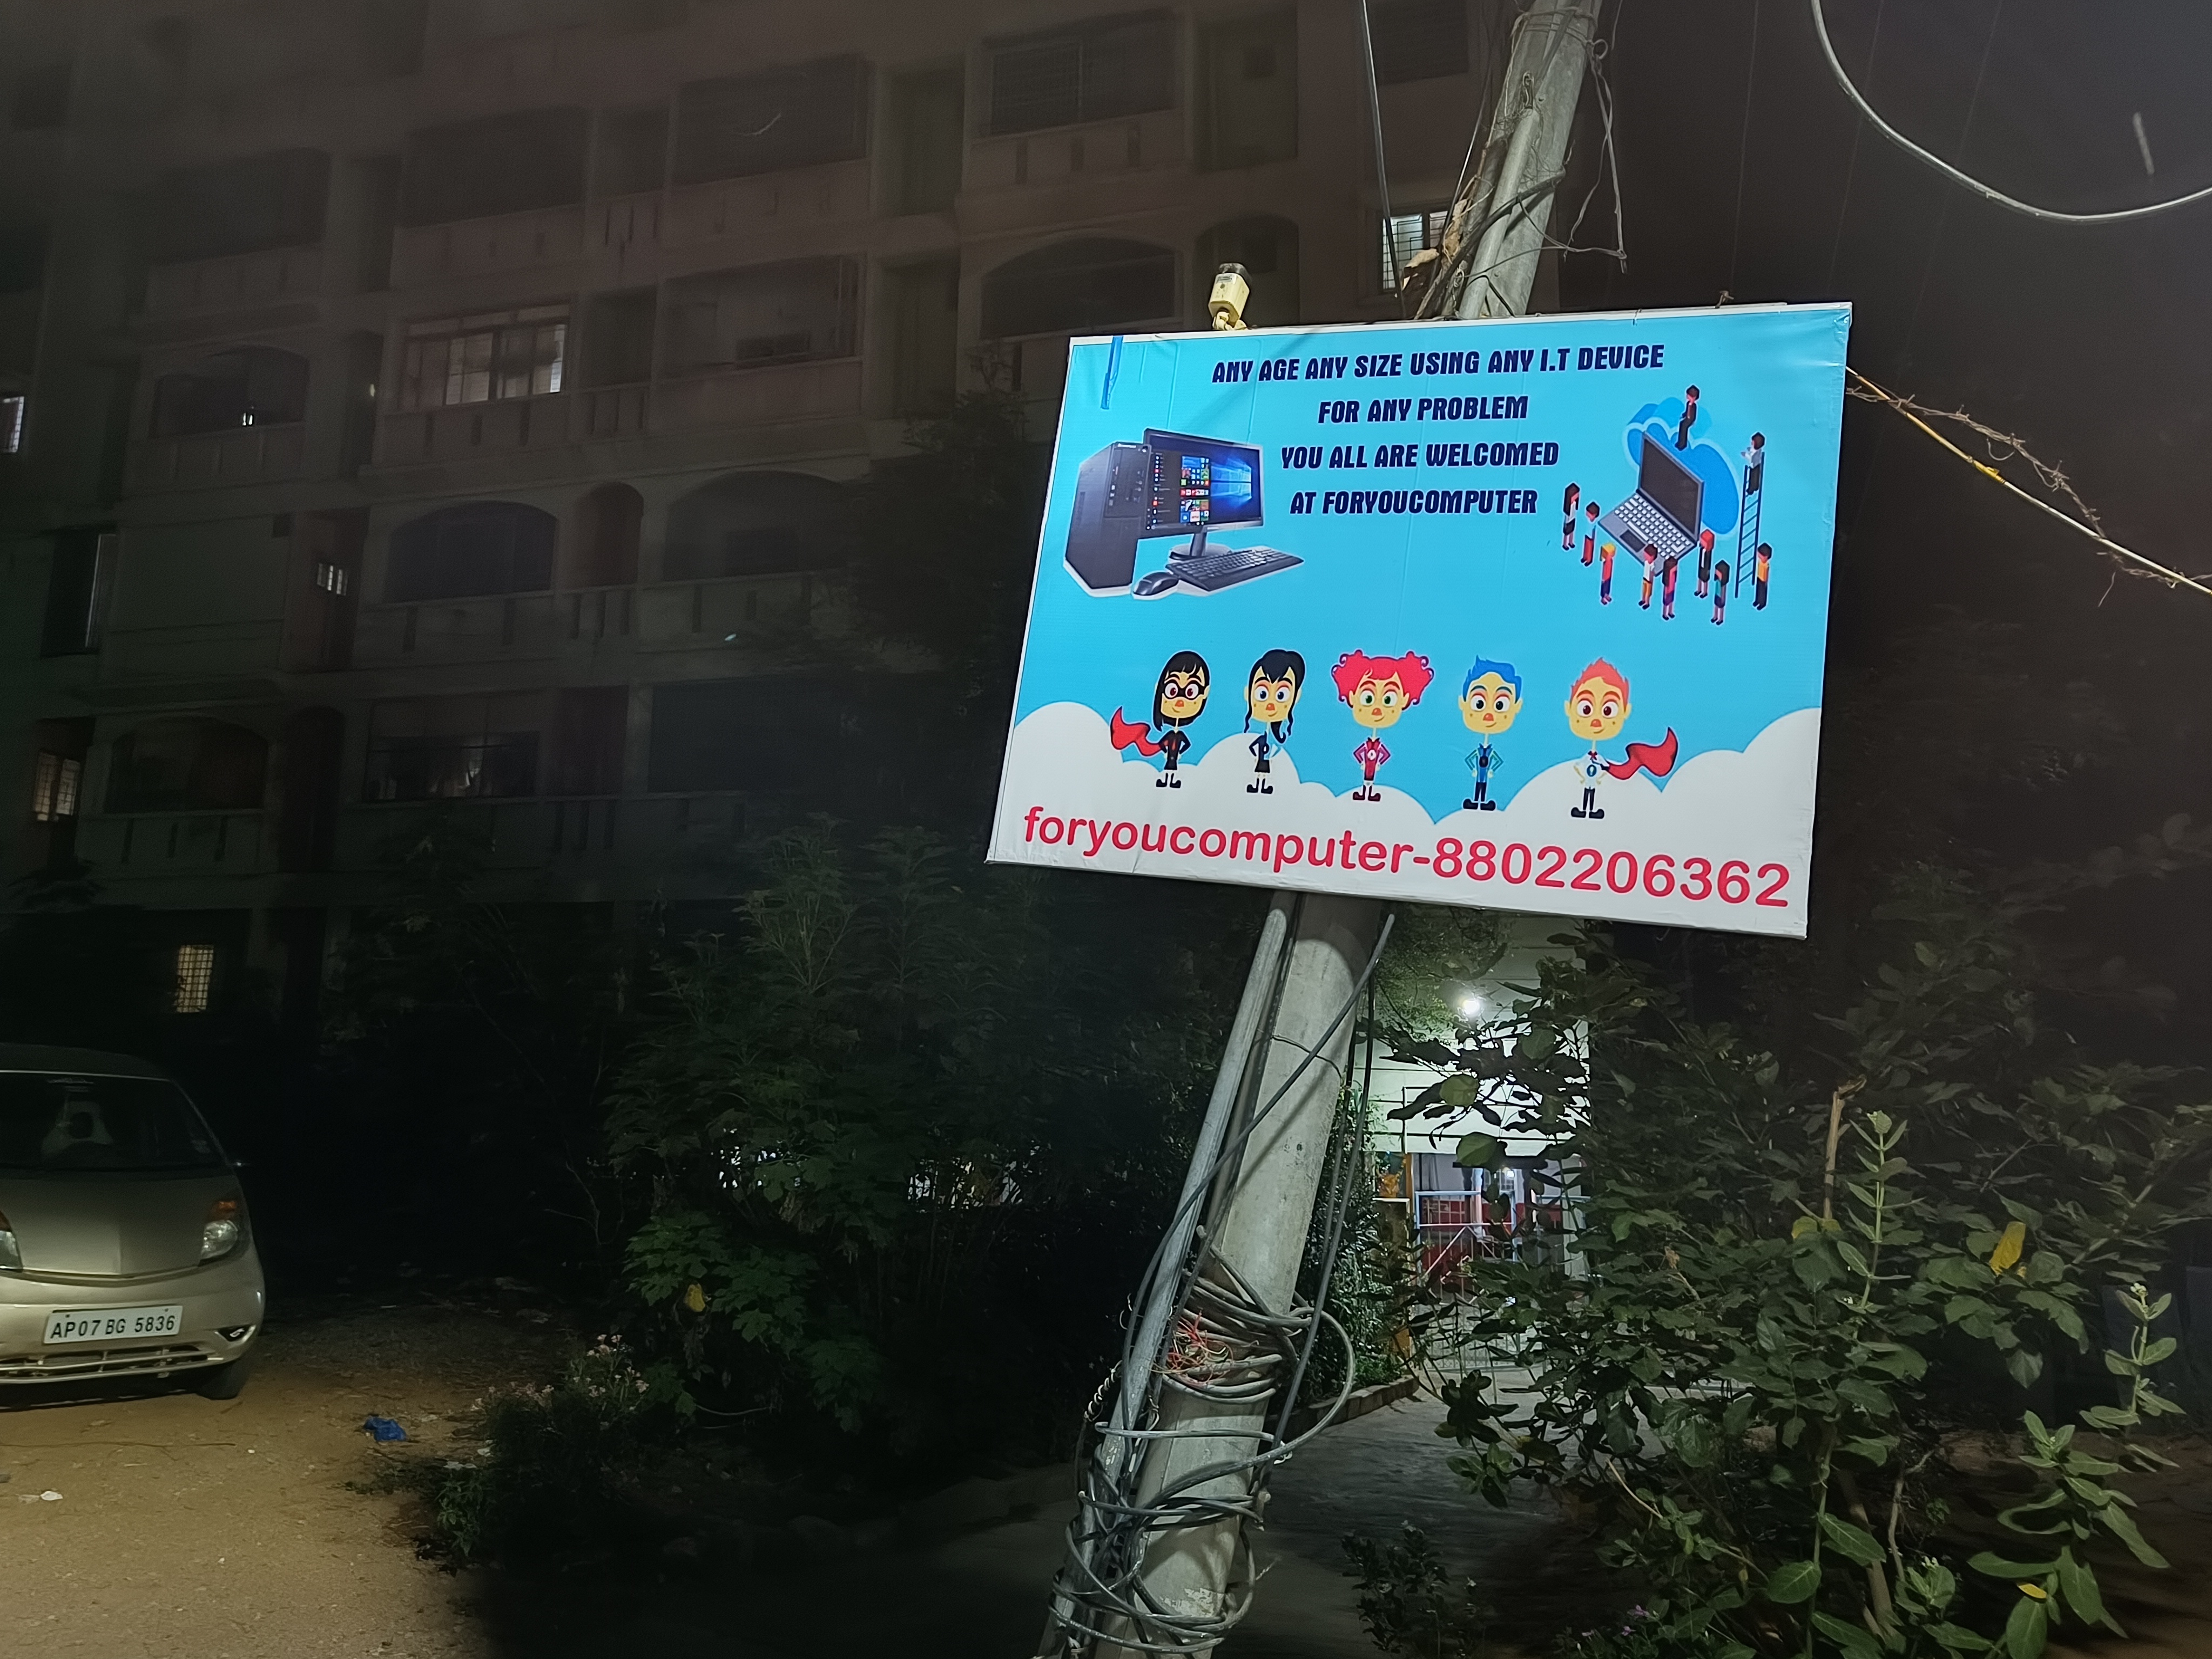 ANY AGE ANY SIZE USING ANY I.T DEVICE
FOR ANY PROBLEM
YOU ALL ARE WELCOMED
AT FORYOUCOMPUTER
foryoucomputer-8802206362
AP07 BG 5836